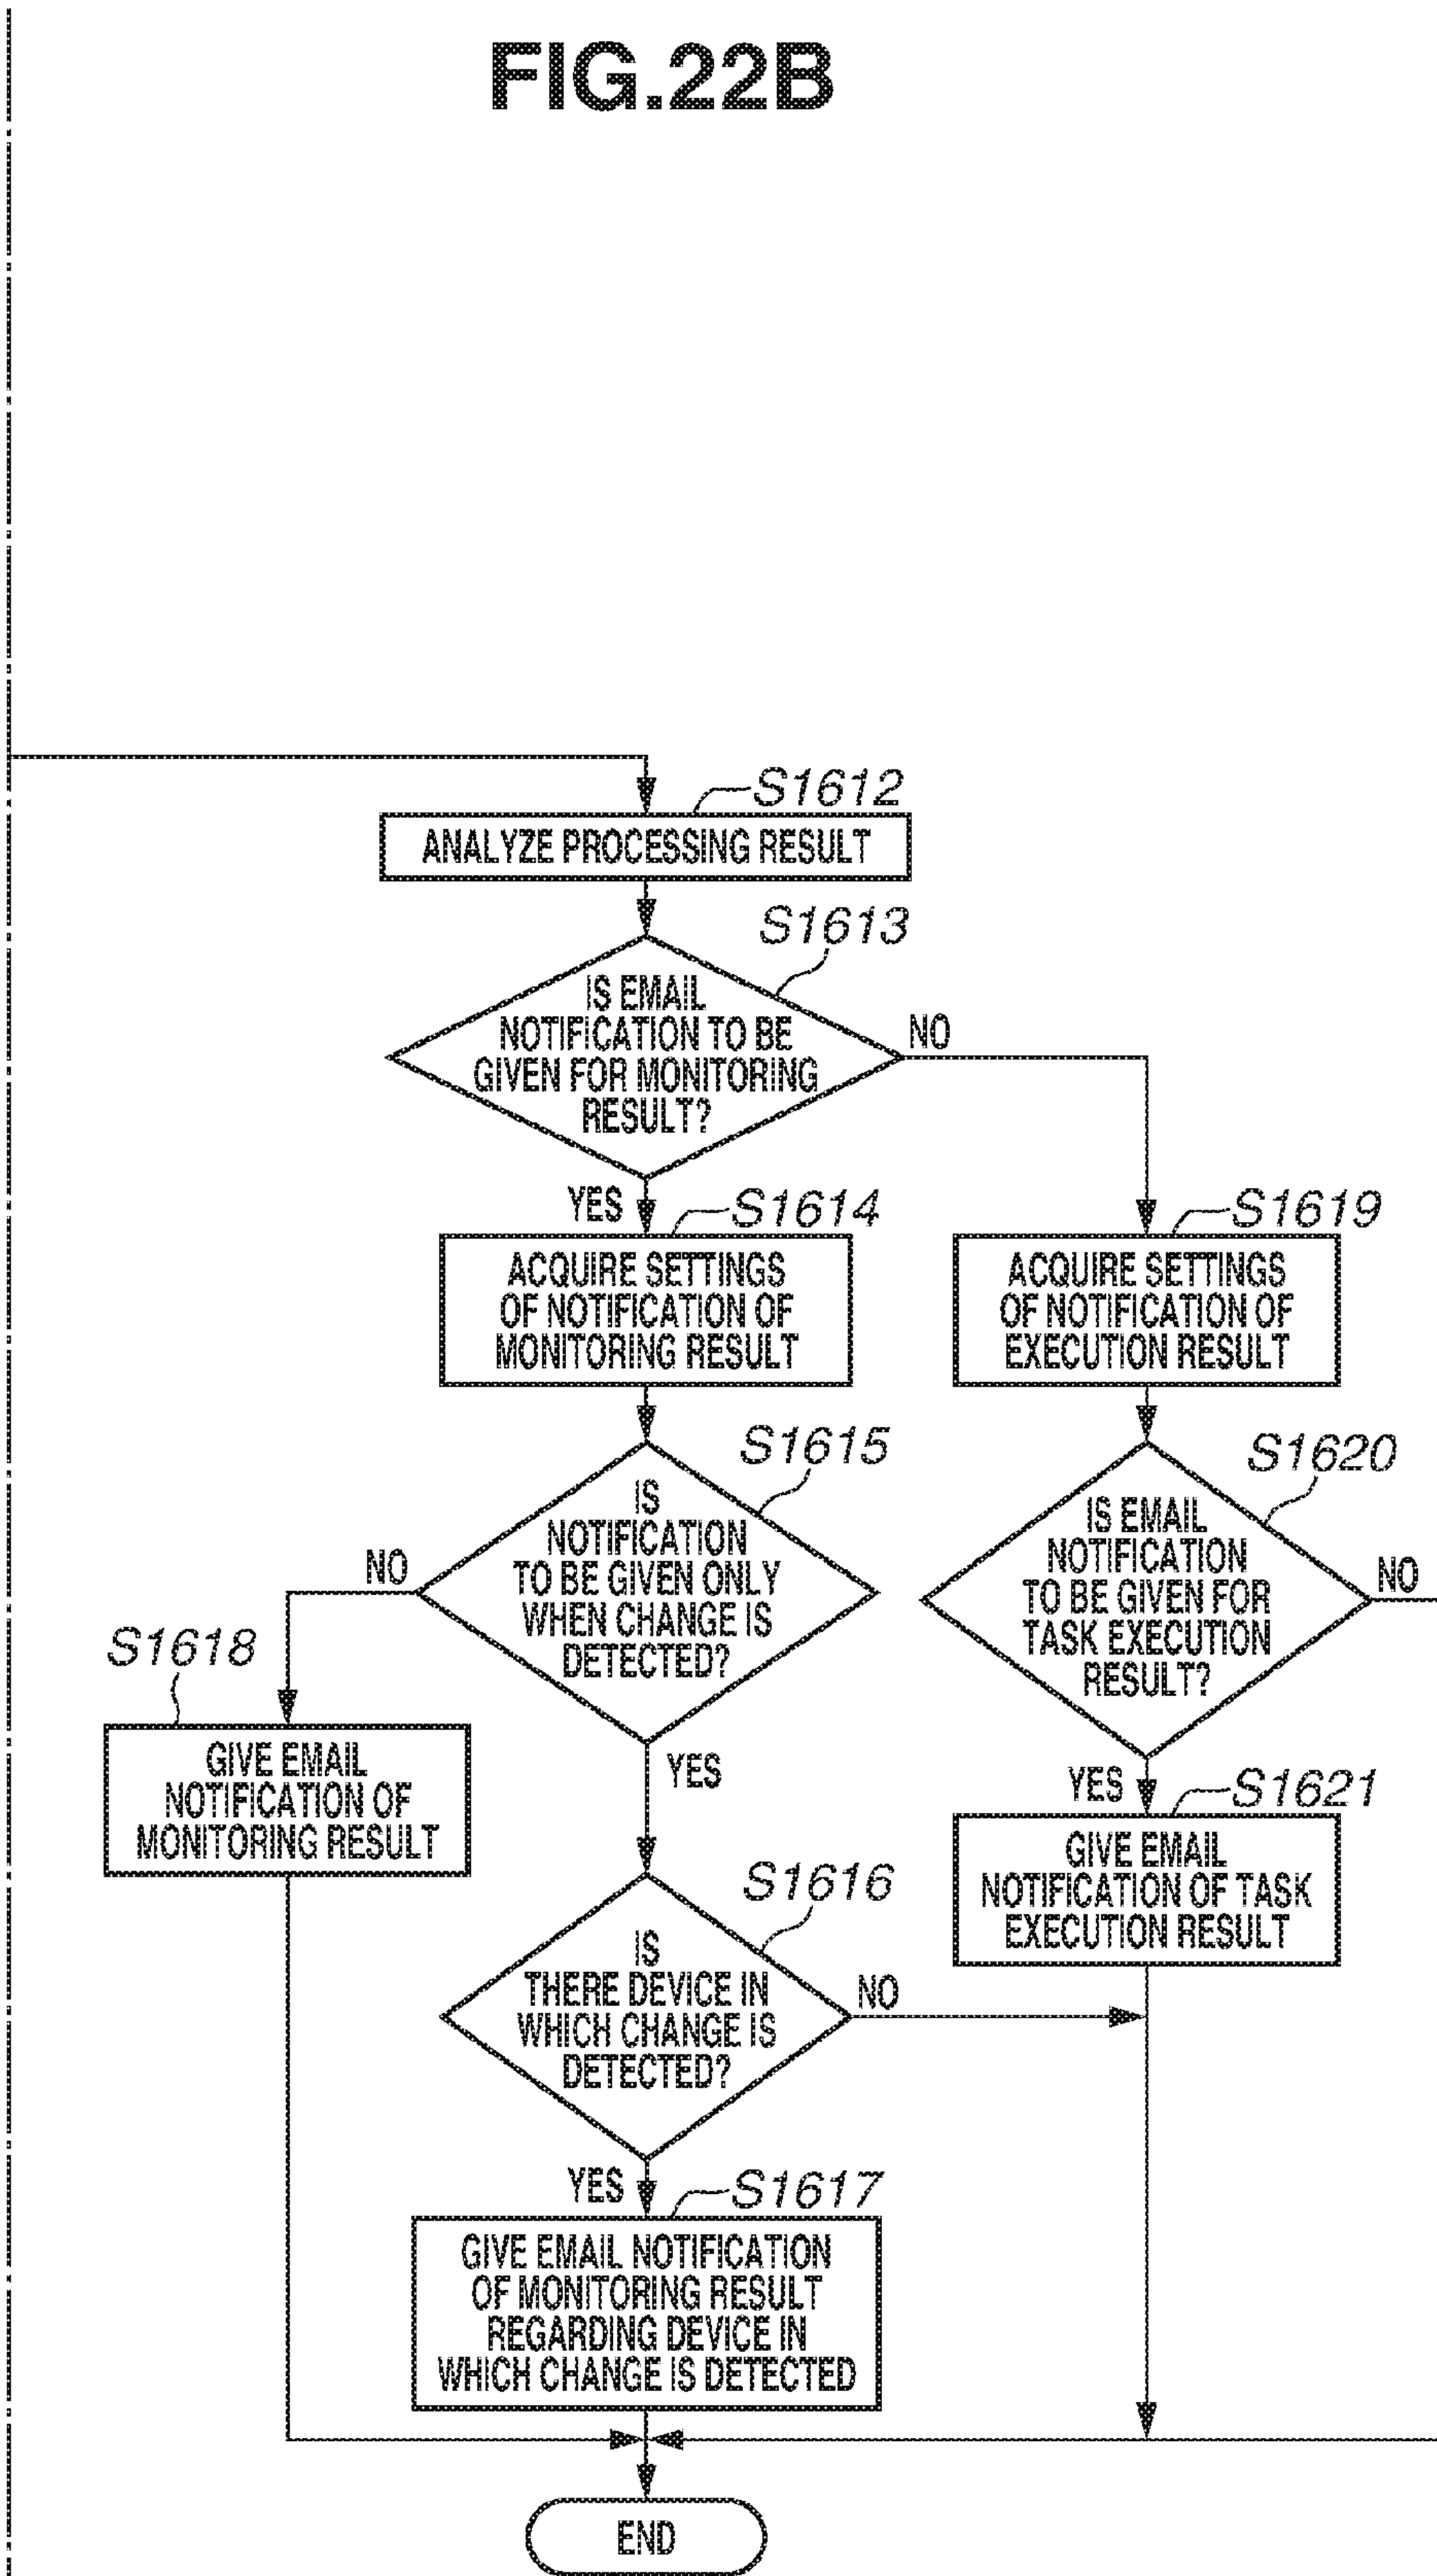 FIG.22B
S1612
ANALYZE PROCESSING RESULT
S1613
IS EMAIL
NOTIFICATION TO BE
GIVEN FOR MONITORING
RESULT?
NO
YES
S1614
ACQUIRE SETTINGS
OF NOTIFICATION OF
MONITORING RESULT
S1619
ACQUIRE SETTINGS
OF NOTIFICATION OF
EXECUTION RESULT
S1615
IS
NOTIFICATION
TO BE GIVEN ONLY
WHEN CHANGE IS
DETECTED?
NO
YES
S1620
IS EMAIL
NOTIFICATION
TO BE GIVEN FOR
TASK EXECUTION
RESULT?
NO
YES
S1618
GIVE EMAIL
NOTIFICATION OF
MONITORING RESULT
S1621
GIVE EMAIL
NOTIFICATION OF TASK
EXECUTION RESULT
S1616
IS
THERE DEVICE IN
WHICH CHANGE IS
DETECTED?
NO
YES
S1617
GIVE EMAIL NOTIFICATION
OF MONITORING RESULT
REGARDING DEVICE IN
WHICH CHANGE IS DETECTED
END